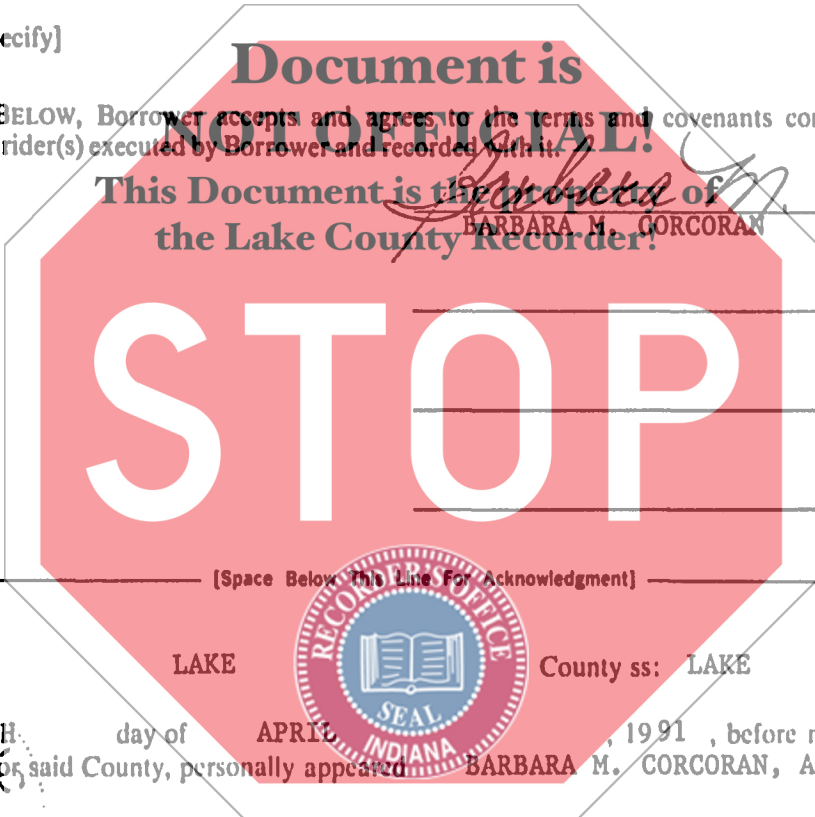 ecify]
Document is
BELOW, Borrower accepts and agrees to the terms and covenants con
NOT OFFICIAL!
rider(s) executed by Borrower and recorded with it.
Barbara M.
This Document is the property of
BARBARA M. CORCORAN
the Lake County Recorder!
STOP
[Space Below This Line For Acknowledgment]
RECORDER'S OFFICE
LAKE County ss: LAKE
SEAL
INDIANA
H day of APRIL , 1991 , before m
or said County, personally appeared BARBARA M. CORCORAN, A